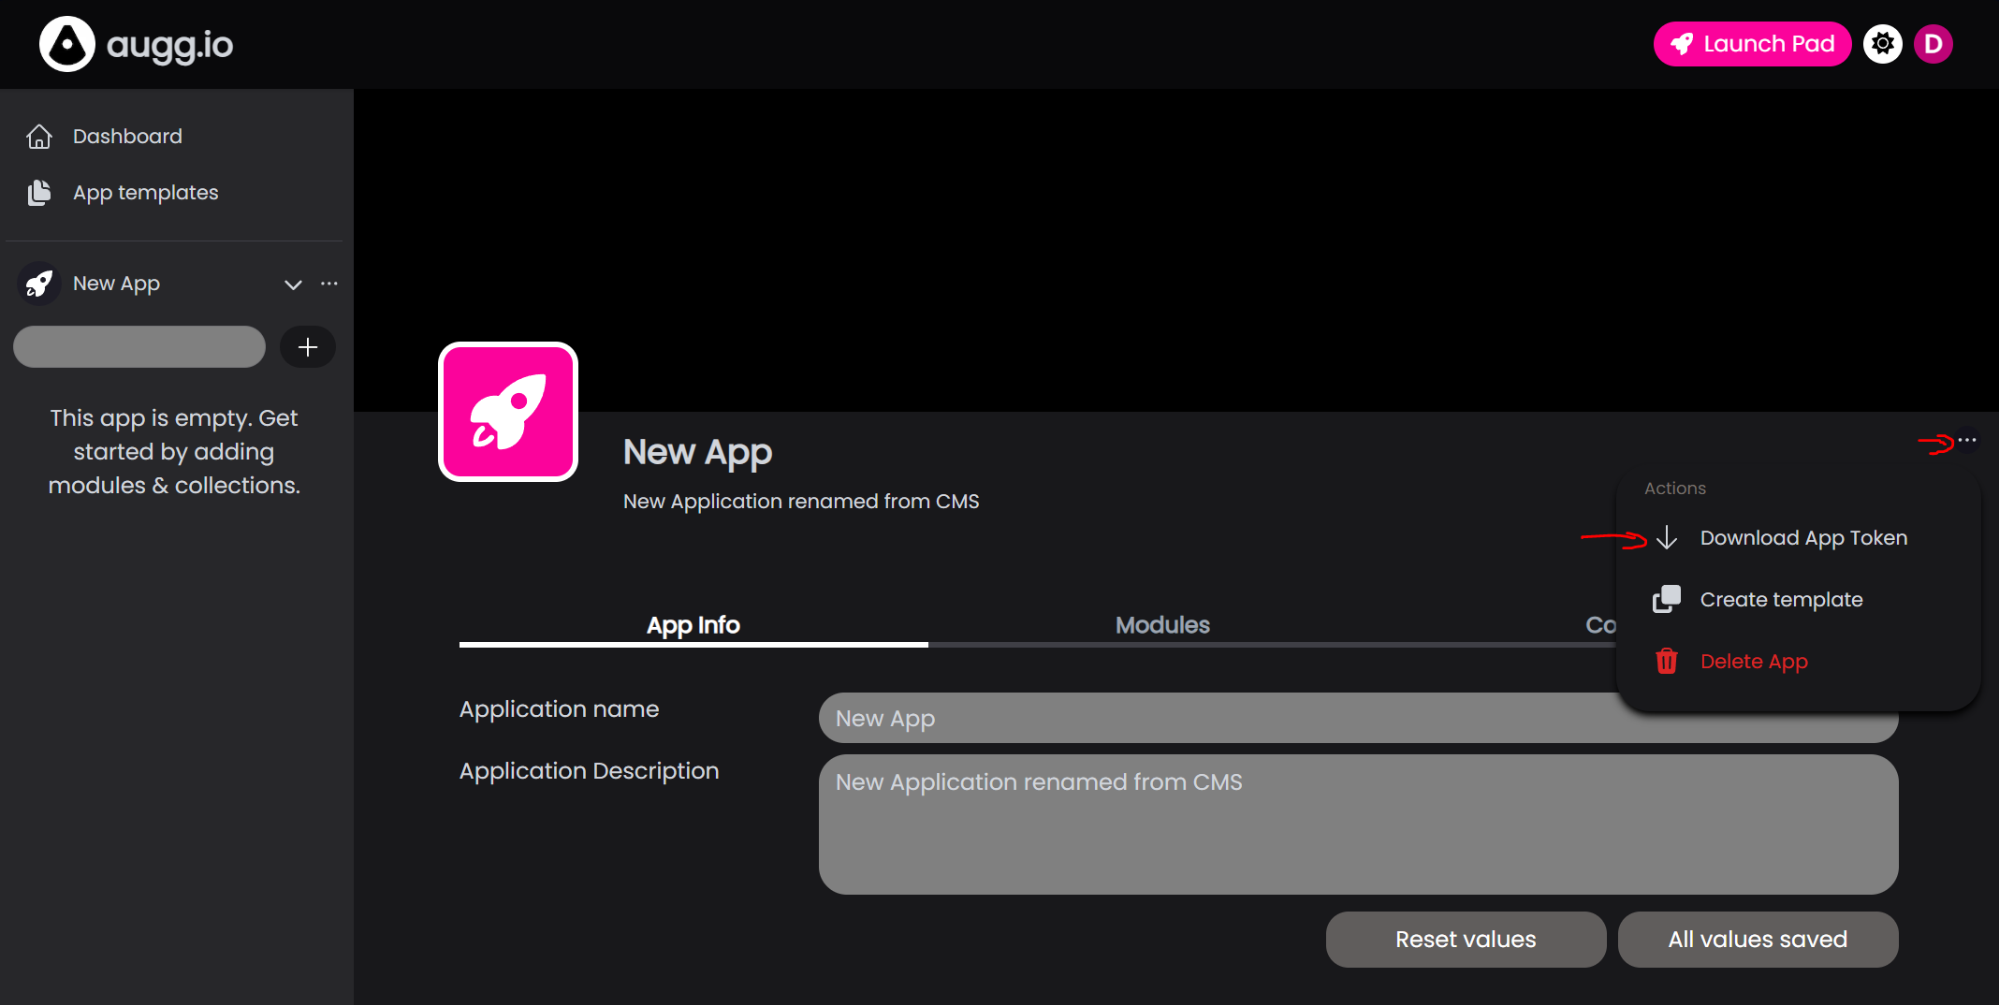 augg.io
Launch Pad
D
Dashboard
App templates
New App
This app is empty. Get
started by adding
modules & collections.
New App
New Application renamed from CMS
Actions
Download App Token
Create template
Delete App
App Info
Modules
Co
Application name
New App
Application Description
New Application renamed from CMS
Reset values
All values saved